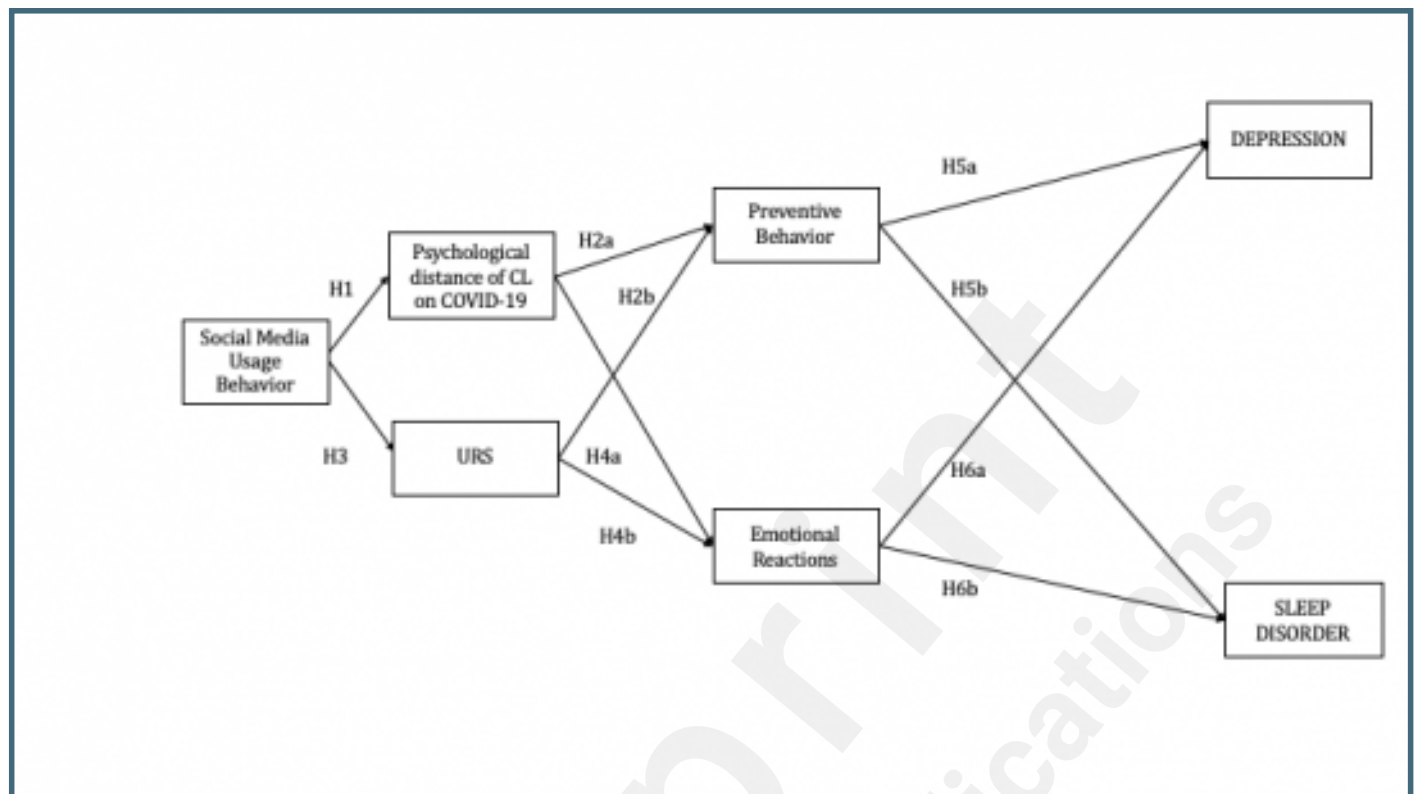 DEPRESSION
H5a
Preventive
Behavior
H2a
Psychological
distance of CL
on COVID-19
H1
H2b
H5b
Social Media
Usage
Behavior
H3
URS
H4a
H6a
H4b
Emotional
Reactions
H6b
SLEEP
DISORDER